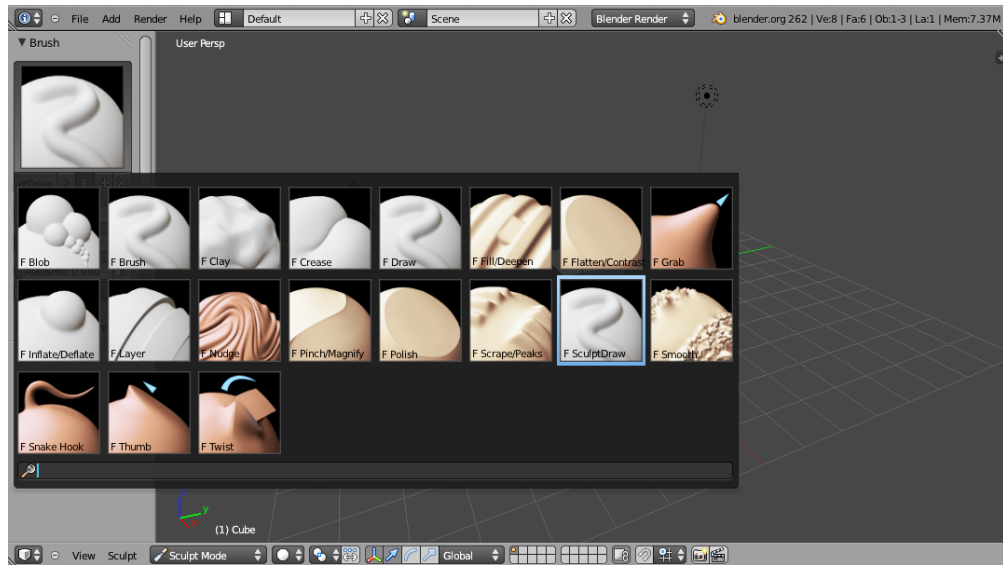 File Add Render Help Default Scene Blender Render blender.org 262 | Ve:8 | Fa:6 | Ob:1-3 | La:1 | Mem:7.37M
Brush
User Persp
F Blob F Brush F Clay F Crease F Draw F Fill/Deepen F Flatten/Contrast F Grab
F Inflate/Deflate F Layer F Nudge F Pinch/Magnify F Polish F Scrape/Peaks F SculptDraw F Smooth
F Snake Hook F Thumb F Twist
z
y
x
(1) Cube
View Sculpt Sculpt Mode Global